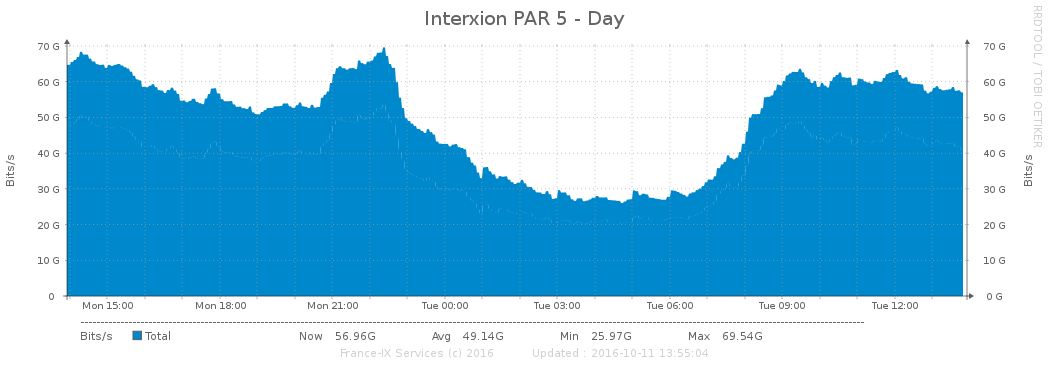 Interxion PAR 5 - Day
RRDTOOL / TOBI OETIKER
70 G 70 G
60 G 60 G
50 G 50 G
40 G 40 G
30 G 30 G
20 G 20 G
10 G 10 G
0 0 G
Bits/s Bits/s
Mon 15:00 Mon 18:00 Mon 21:00 Tue 00:00 Tue 03:00 Tue 06:00 Tue 09:00 Tue 12:00
Bits/s Total Now 56.96G Avg 49.14G Min 25.97G Max 69.54G
France-IX Services (c) 2016 Updated : 2016-10-11 13:55:04